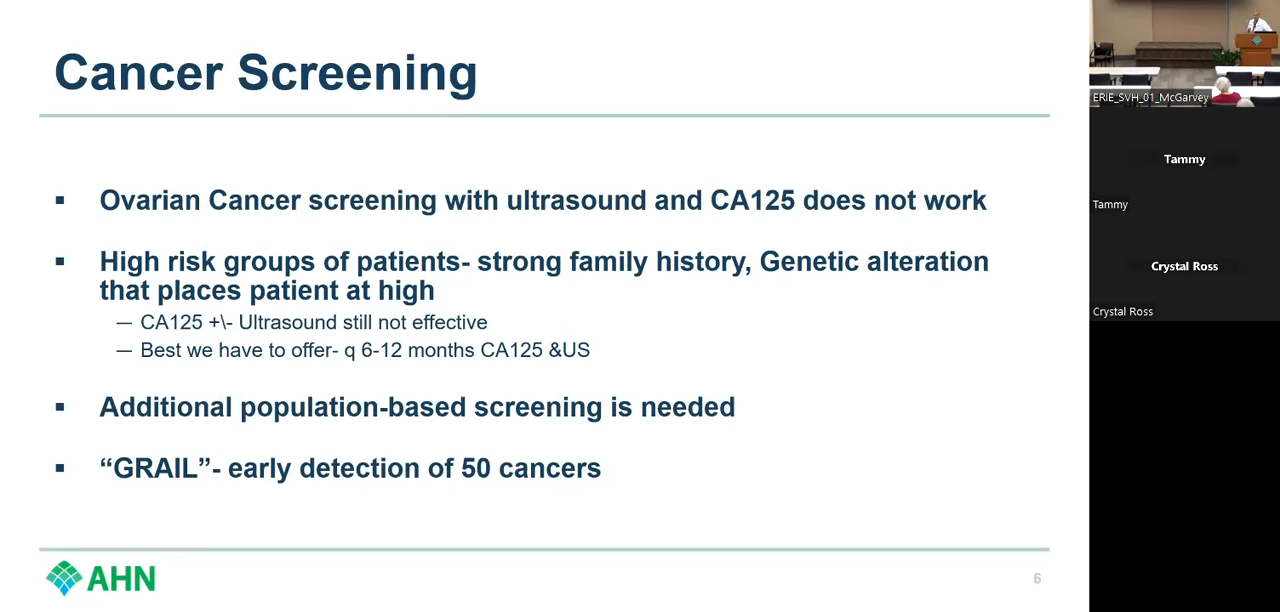 Cancer Screening
▪ Ovarian Cancer screening with ultrasound and CA125 does not work
▪ High risk groups of patients- strong family history, Genetic alteration
that places patient at high
— CA125 +\- Ultrasound still not effective
— Best we have to offer- q 6-12 months CA125 &US
▪ Additional population-based screening is needed
▪ “GRAIL”- early detection of 50 cancers
AHN
6
ERIE_SVH_01_McGarvey
Tammy
Tammy
Crystal Ross
Crystal Ross